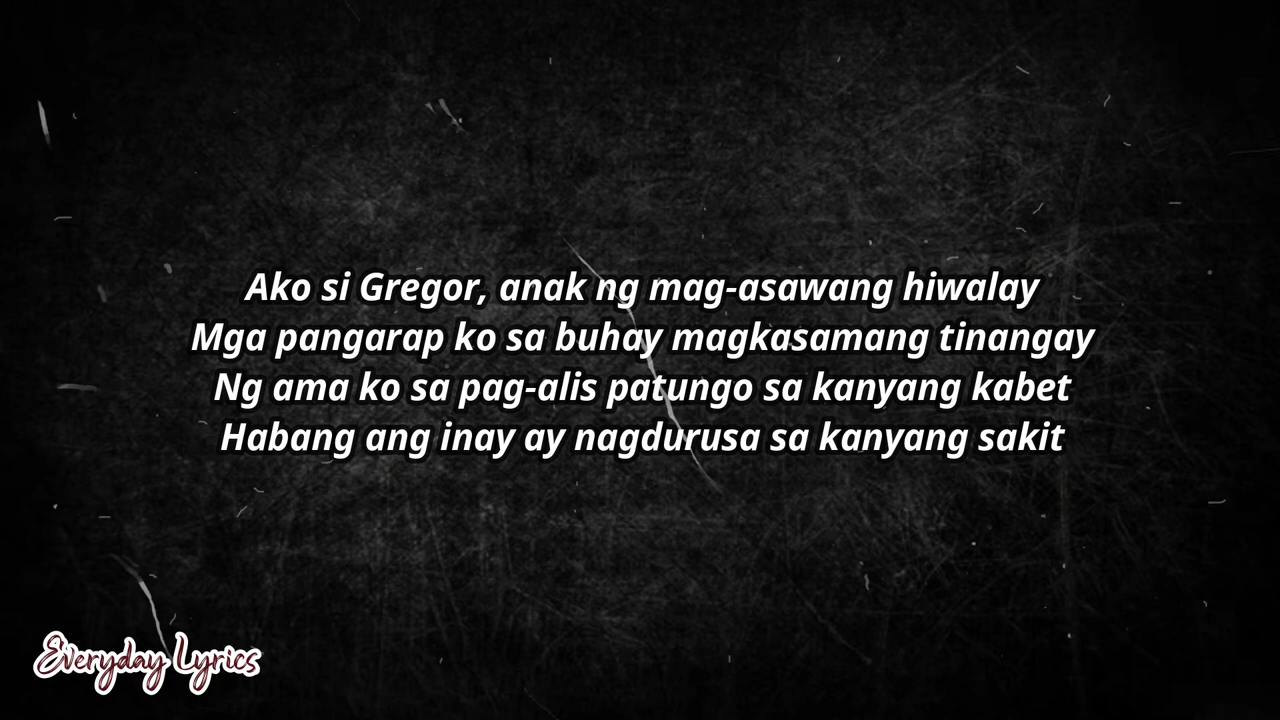 Ako si Gregor, anak ng mag-asawang hiwalay
Mga pangarap ko sa buhay magkasamang tinangay
Ng ama ko sa pag-alis patungo sa kanyang kabet
Habang ang inay ay nagdurusa sa kanyang sakit
Everyday Lyrics